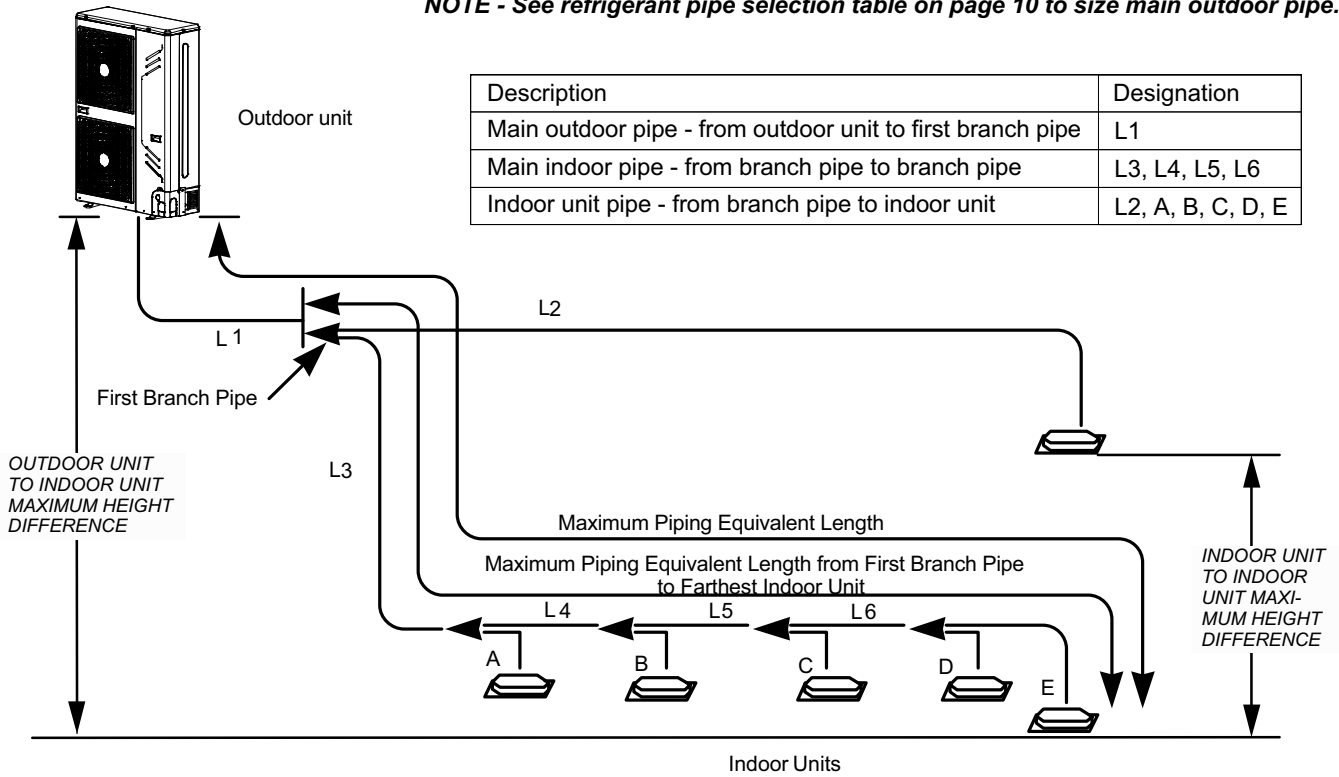 NOTE - See refrigerant pipe selection table on page 10 to size main outdoor pipe.
Outdoor unit
Description Designation
Main outdoor pipe - from outdoor unit to first branch pipe L1
Main indoor pipe - from branch pipe to branch pipe L3, L4, L5, L6
Indoor unit pipe - from branch pipe to indoor unit L2, A, B, C, D, E
L2
L 1
First Branch Pipe
L3
OUTDOOR UNIT
TO INDOOR UNIT
MAXIMUM HEIGHT
DIFFERENCE
Maximum Piping Equivalent Length
Maximum Piping Equivalent Length from First Branch Pipe
to Farthest Indoor Unit
INDOOR UNIT
TO INDOOR
UNIT MAXI-
MUM HEIGHT
DIFFERENCE
L 4 L5 L 6
A B C D E
Indoor Units